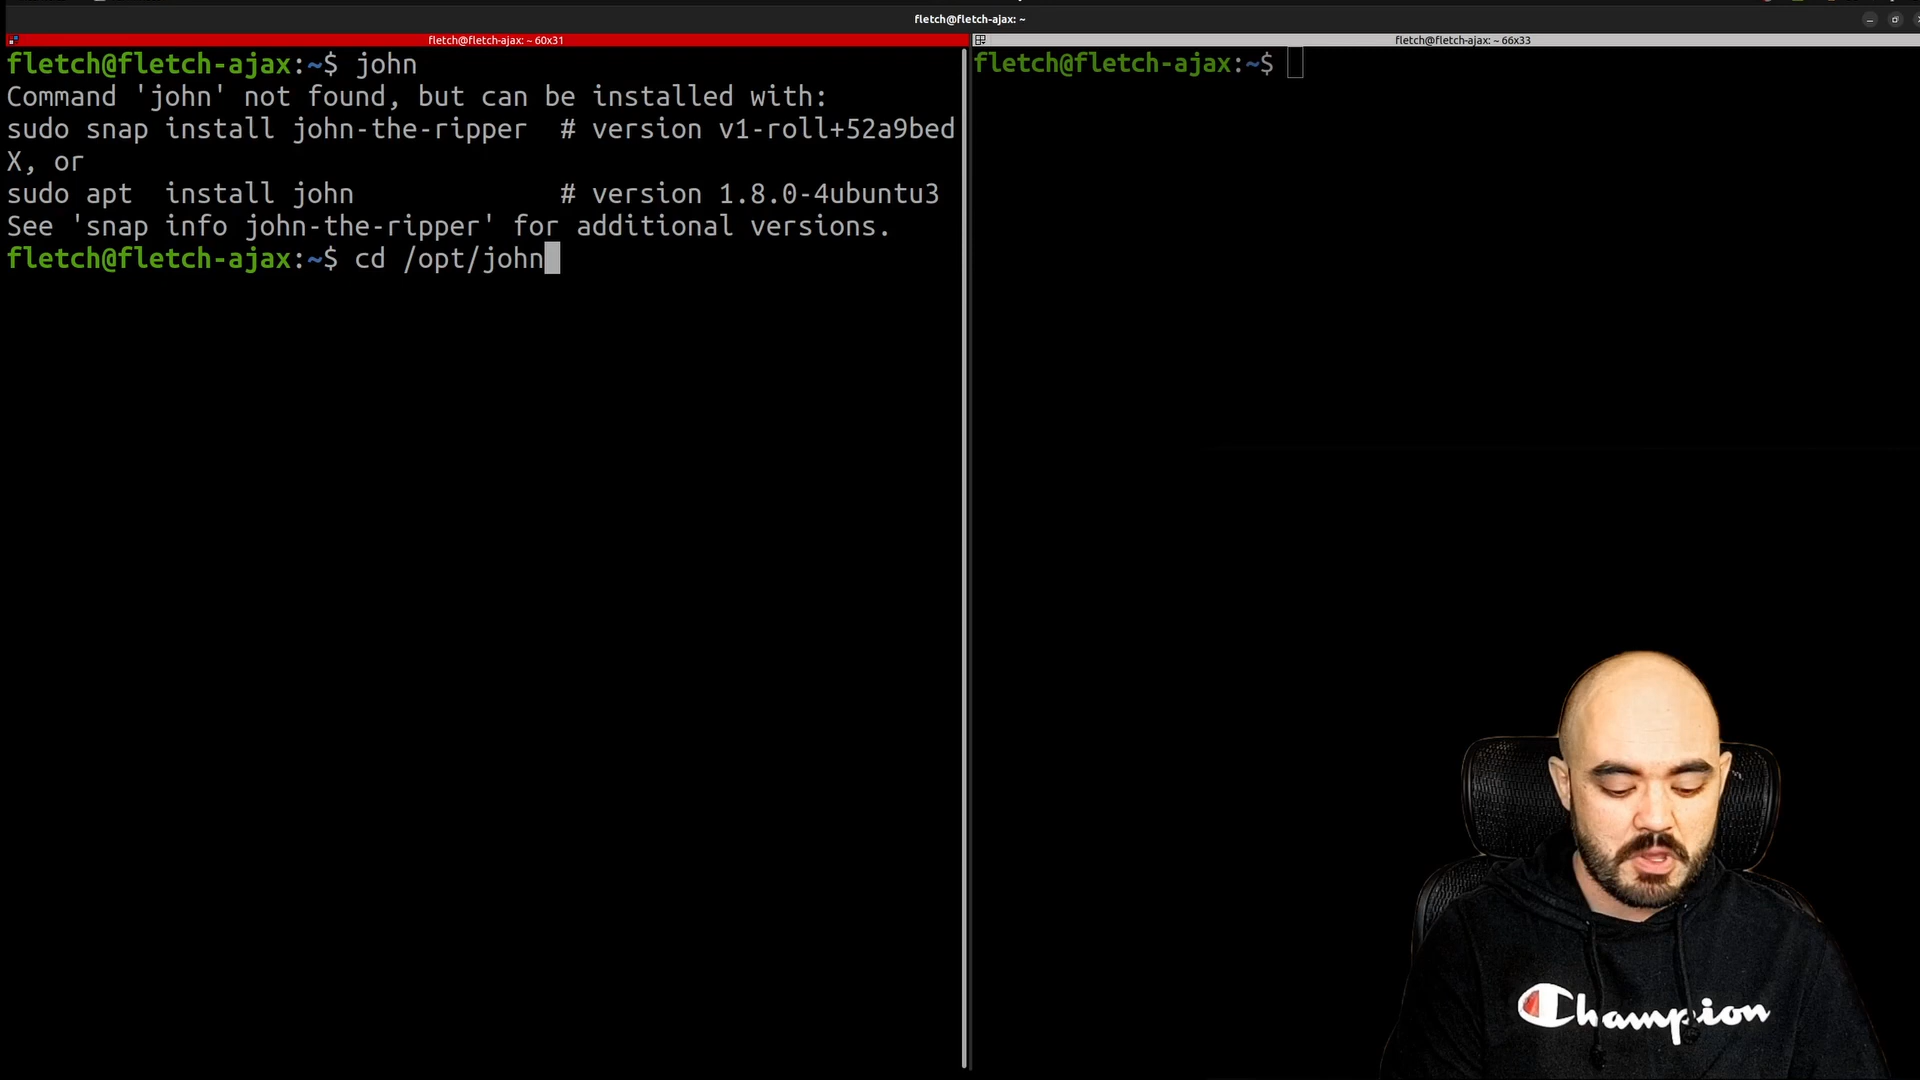 fletch@fletch-ajax: ~
fletch@fletch-ajax: ~ 60x31
fletch@fletch-ajax:~$ john
Command 'john' not found, but can be installed with:
sudo snap install john-the-ripper  # version v1-roll+52a9bed
X, or
sudo apt  install john             # version 1.8.0-4ubuntu3
See 'snap info john-the-ripper' for additional versions.
fletch@fletch-ajax:~$ cd /opt/john
fletch@fletch-ajax: ~ 66x33
fletch@fletch-ajax:~$
Champion